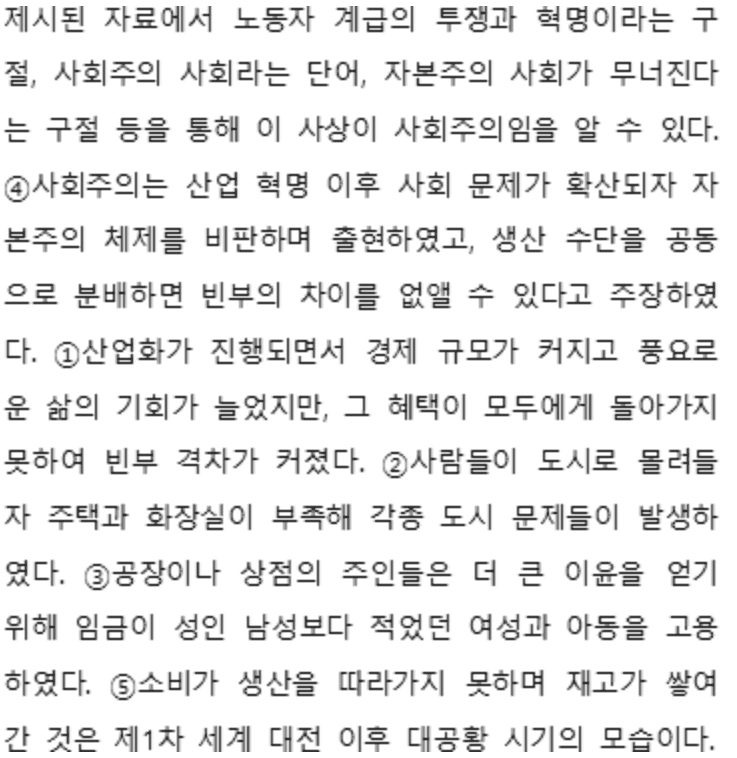 제시된 자료에서 노동자 계급의 투쟁과 혁명이라는 구
절, 사회주의 사회라는 단어, 자본주의 사회가 무너진다
는 구절 등을 통해 이 사상이 사회주의임을 알 수 있다.
④사회주의는 산업 혁명 이후 사회 문제가 확산되자 자
본주의 체제를 비판하며 출현하였고, 생산 수단을 공동
으로 분배하면 빈부의 차이를 없앨 수 있다고 주장하였
다. ①산업화가 진행되면서 경제 규모가 커지고 풍요로
운 삶의 기회가 늘었지만, 그 혜택이 모두에게 돌아가지
못하여 빈부 격차가 커졌다. ②사람들이 도시로 몰려들
자 주택과 화장실이 부족해 각종 도시 문제들이 발생하
였다. ③공장이나 상점의 주인들은 더 큰 이윤을 얻기
위해 임금이 성인 남성보다 적었던 여성과 아동을 고용
하였다. ⑤소비가 생산을 따라가지 못하며 재고가 쌓여
간 것은 제1차 세계 대전 이후 대공황 시기의 모습이다.